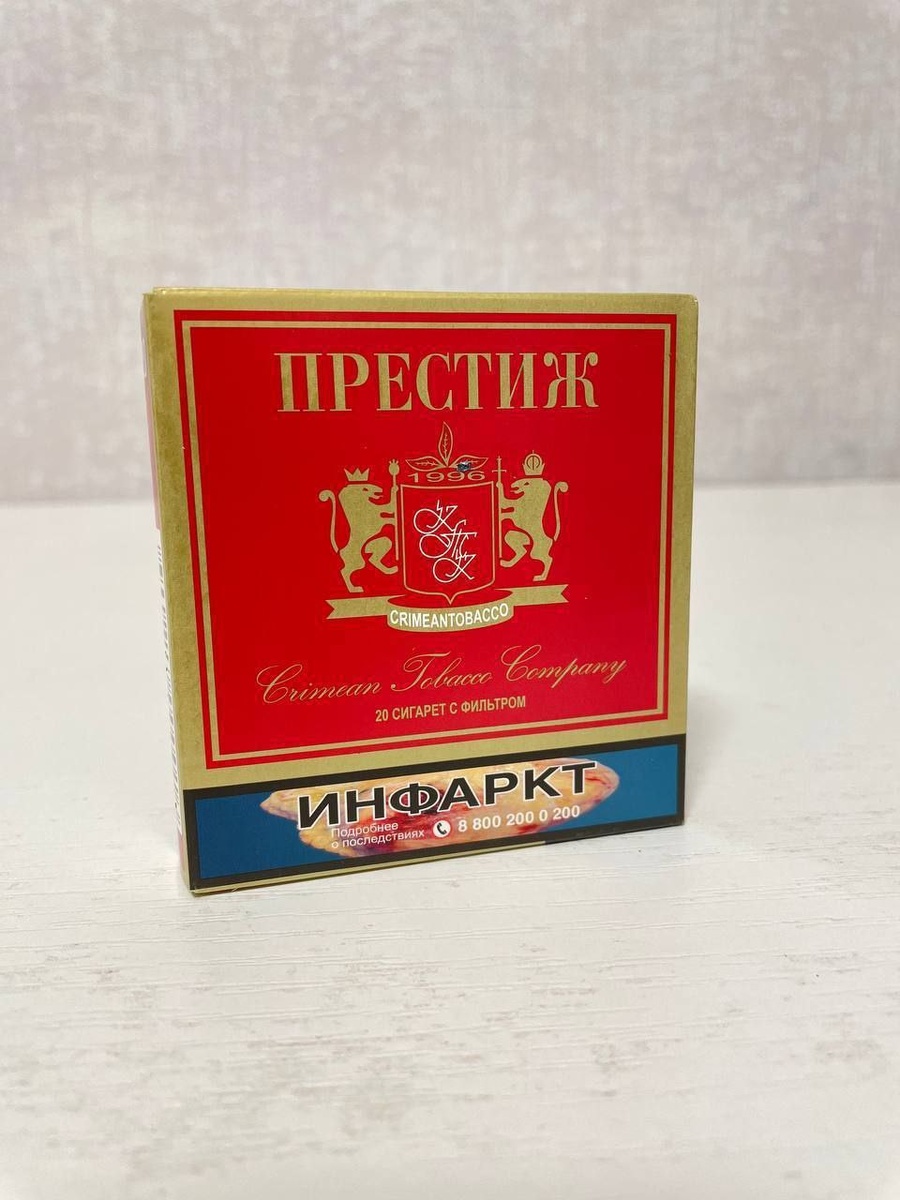 ПРЕСТИЖ
1996
CRIMEANTOBACCO
Crimean Tobacco Company
20 СИГАРЕТ С ФИЛЬТРОМ
ИНФАРКТ
Подробнее
о последствиях 8 800 200 0 200